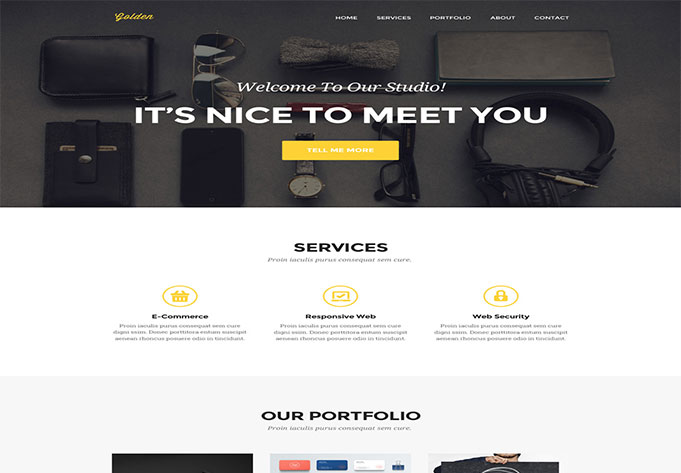 Golden
HOME SERVICES PORTFOLIO ABOUT CONTACT
Welcome To Our Studio!
IT'S NICE TO MEET YOU
TELL ME MORE
SERVICES
Proin iaculis purus consequat sem cure.
E-Commerce
Proin iaculis purus consequat sem cure
digni ssim. Donec porttitora entum suscipit
aenean rhoncus posuere odio in tincidunt.
Responsive Web
Proin iaculis purus consequat sem cure
digni ssim. Donec porttitora entum suscipit
aenean rhoncus posuere odio in tincidunt.
Web Security
Proin iaculis purus consequat sem cure
digni ssim. Donec porttitora entum suscipit
aenean rhoncus posuere odio in tincidunt.
OUR PORTFOLIO
Proin iaculis purus consequat sem cure.